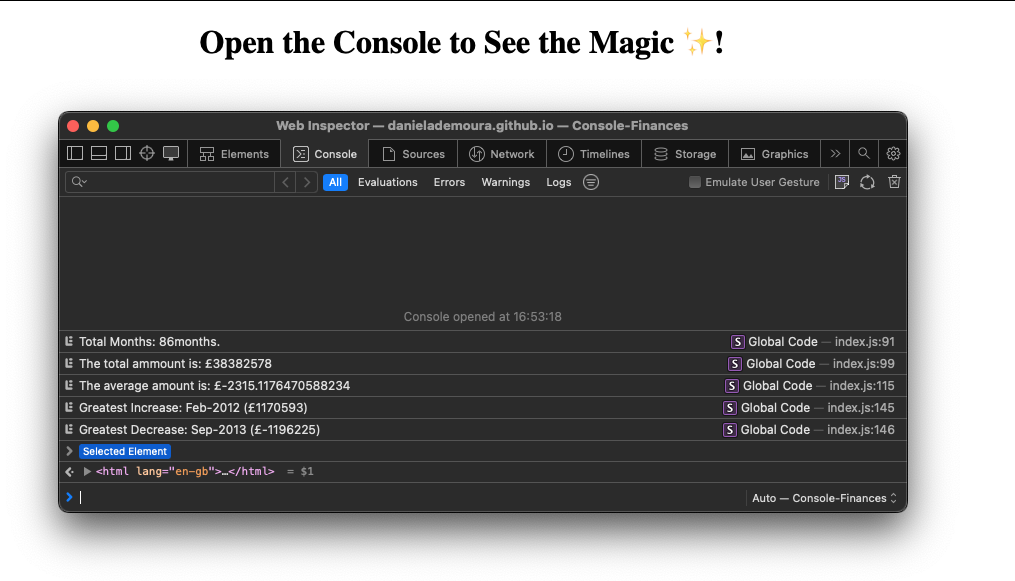 Open the Console to See the Magic ✨!
Web Inspector — danielademoura.github.io — Console-Finances
Elements Console Sources Network Timelines Storage Graphics
All Evaluations Errors Warnings Logs Emulate User Gesture
Console opened at 16:53:18
Total Months: 86months. S Global Code — index.js:91
The total ammount is: £38382578 S Global Code — index.js:99
The average amount is: £-2315.1176470588234 S Global Code — index.js:115
Greatest Increase: Feb-2012 (£1170593) S Global Code — index.js:145
Greatest Decrease: Sep-2013 (£-1196225) S Global Code — index.js:146
Selected Element
<html lang="en-gb">…</html> = $1
Auto — Console-Finances